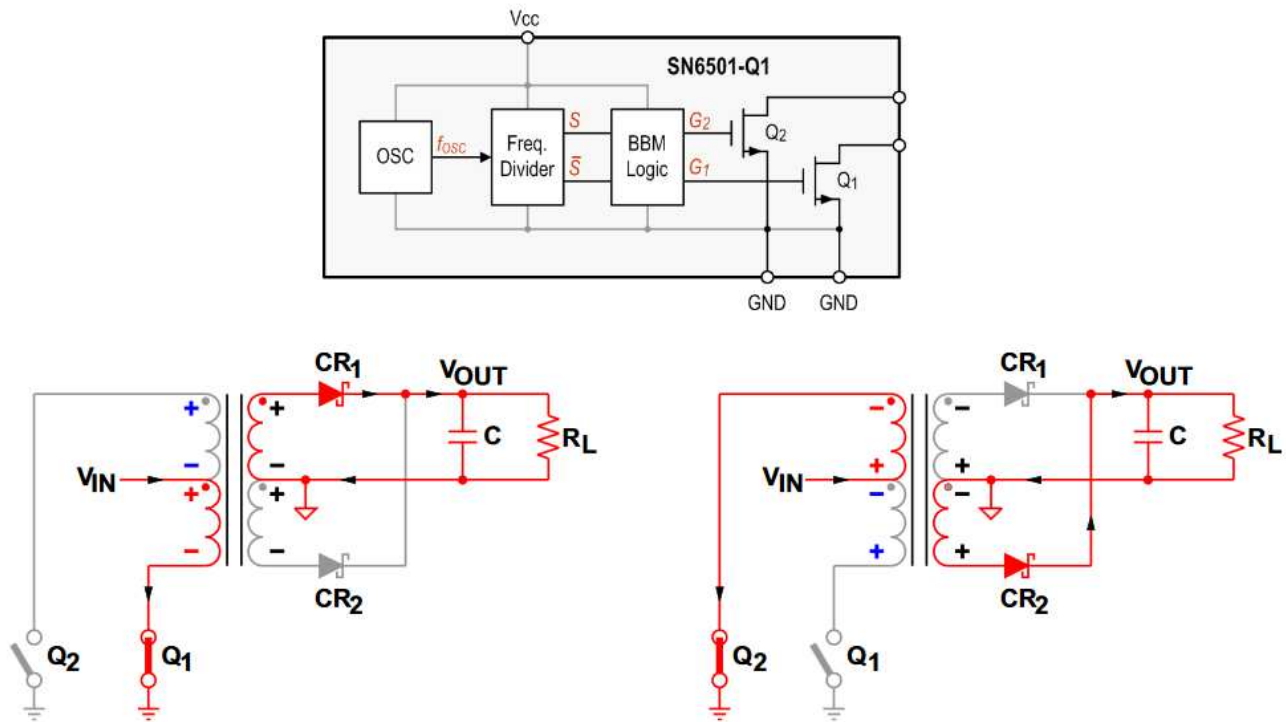 Vcc
SN6501-Q1
OSC
fOSC
Freq.
Divider
S
S̅
BBM
Logic
G2
G1
Q2
Q1
GND GND
CR1
VOUT
+ +
C
RL
− −
VIN
+ +
− −
CR2
Q2
Q1
CR1
VOUT
− −
C
RL
+ +
VIN
− −
+ +
CR2
Q2
Q1